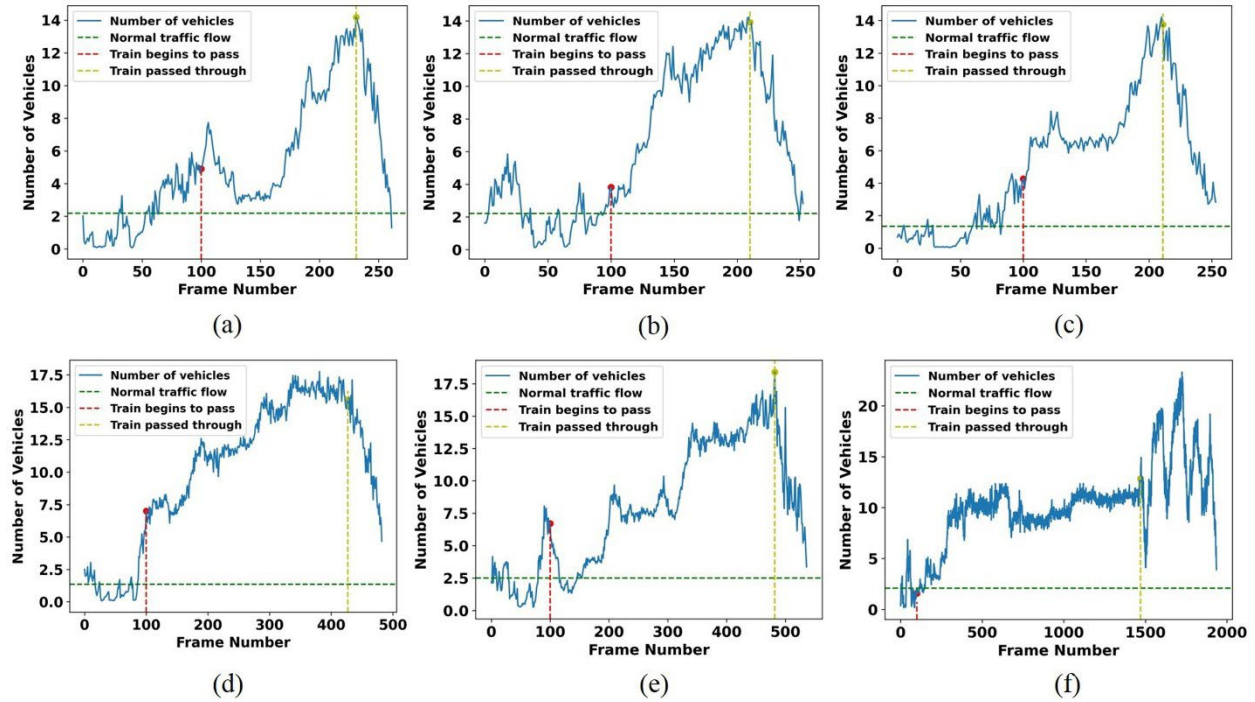 Number of Vehicles
14
12
10
8
6
4
2
0
Number of vehicles
Normal traffic flow
Train begins to pass
Train passed through
0 50 100 150 200 250
Frame Number
(a)
Number of Vehicles
14
12
10
8
6
4
2
0
Number of vehicles
Normal traffic flow
Train begins to pass
Train passed through
0 50 100 150 200 250
Frame Number
(b)
Number of Vehicles
14
12
10
8
6
4
2
0
Number of vehicles
Normal traffic flow
Train begins to pass
Train passed through
0 50 100 150 200 250
Frame Number
(c)
Number of Vehicles
17.5
15.0
12.5
10.0
7.5
5.0
2.5
0.0
Number of vehicles
Normal traffic flow
Train begins to pass
Train passed through
0 100 200 300 400 500
Frame Number
(d)
Number of Vehicles
17.5
15.0
12.5
10.0
7.5
5.0
2.5
0.0
Number of vehicles
Normal traffic flow
Train begins to pass
Train passed through
0 100 200 300 400 500
Frame Number
(e)
Number of Vehicles
20
15
10
5
0
Number of vehicles
Normal traffic flow
Train begins to pass
Train passed through
0 500 1000 1500 2000
Frame Number
(f)